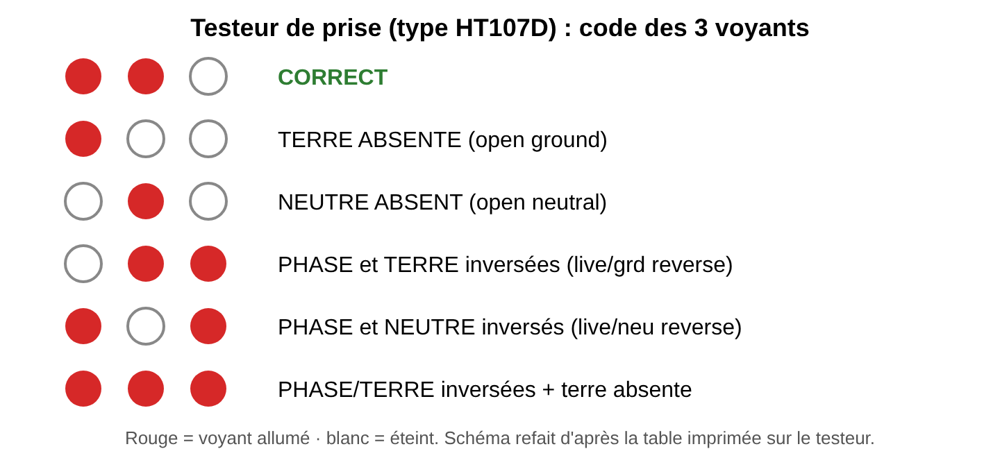 Testeur de prise (type HT107D) : code des 3 voyants
CORRECT
TERRE ABSENTE (open ground)
NEUTRE ABSENT (open neutral)
PHASE et TERRE inversées (live/grd reverse)
PHASE et NEUTRE inversés (live/neu reverse)
PHASE/TERRE inversées + terre absente
Rouge = voyant allumé · blanc = éteint. Schéma refait d'après la table imprimée sur le testeur.